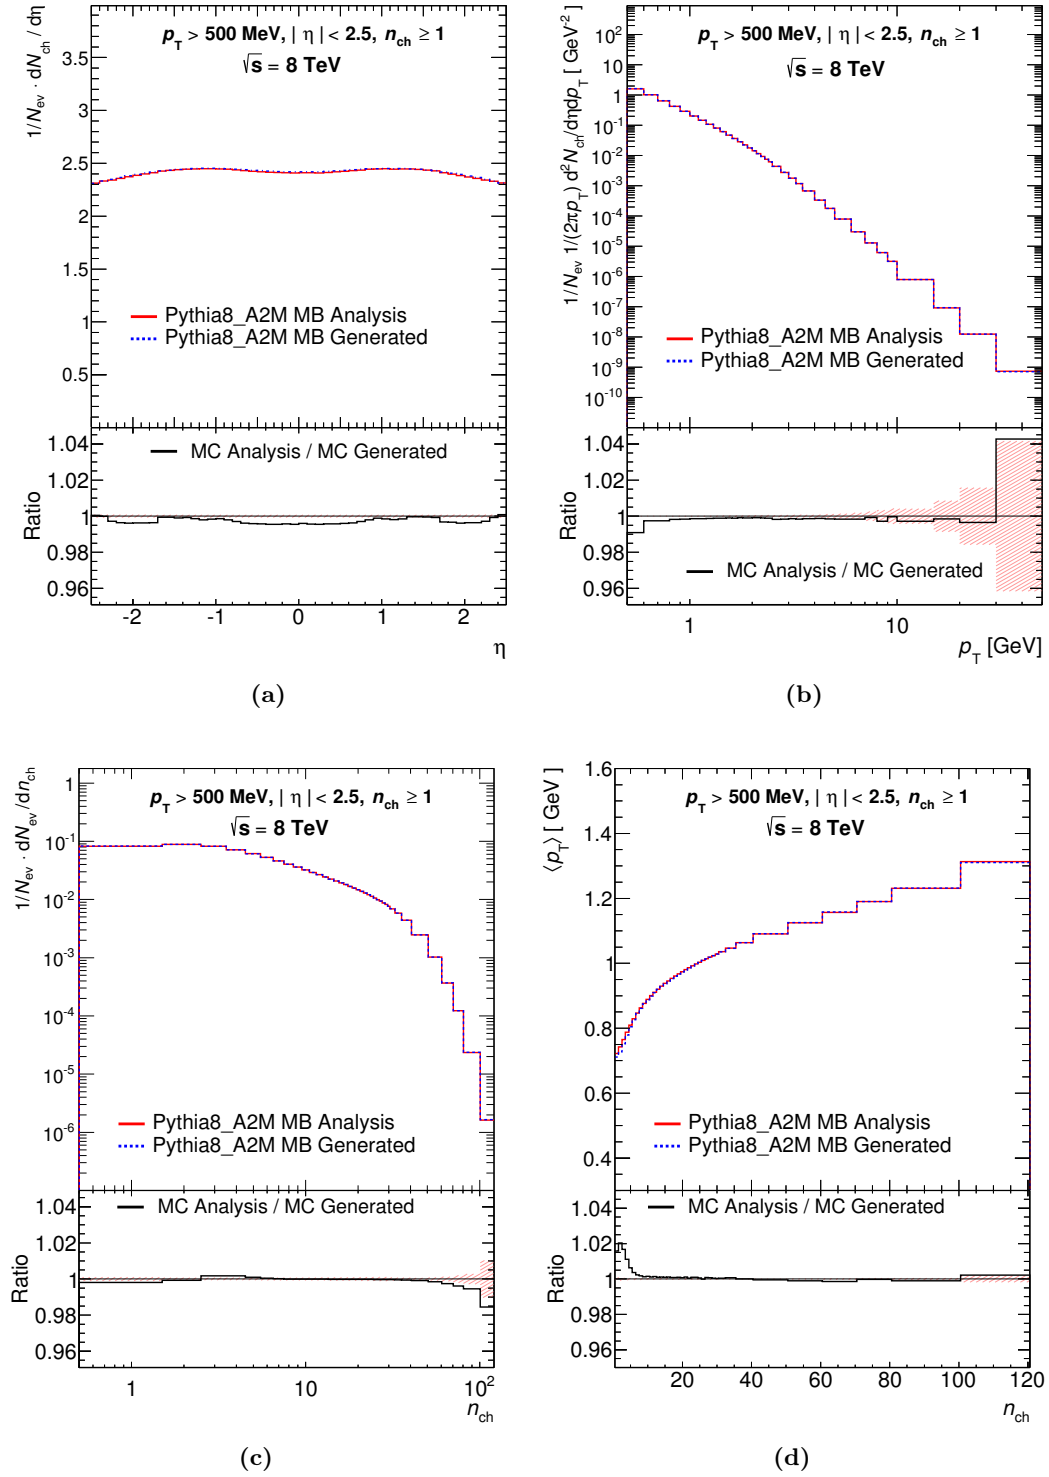 1/N_ev · dN_ch / dη
p_T > 500 MeV, | η | < 2.5, n_ch ≥ 1
√s = 8 TeV
3.5
3
2.5
2
1.5
1
0.5
Pythia8_A2M MB Analysis
Pythia8_A2M MB Generated
Ratio
1.04
1.02
1
0.98
0.96
MC Analysis / MC Generated
-2 -1 0 1 2
η
(a)
1/N_ev 1/(2πp_T) d²N_ch/dηdp_T [ GeV⁻² ]
p_T > 500 MeV, | η | < 2.5, n_ch ≥ 1
√s = 8 TeV
10²
10
1
10⁻¹
10⁻²
10⁻³
10⁻⁴
10⁻⁵
10⁻⁶
10⁻⁷
10⁻⁸
10⁻⁹
10⁻¹⁰
Pythia8_A2M MB Analysis
Pythia8_A2M MB Generated
Ratio
1.04
1.02
1
0.98
0.96
MC Analysis / MC Generated
1 10
p_T [GeV]
(b)
1/N_ev · dN_ev /dn_ch
p_T > 500 MeV, | η | < 2.5, n_ch ≥ 1
√s = 8 TeV
1
10⁻¹
10⁻²
10⁻³
10⁻⁴
10⁻⁵
10⁻⁶
Pythia8_A2M MB Analysis
Pythia8_A2M MB Generated
Ratio
1.04
1.02
1
0.98
0.96
MC Analysis / MC Generated
1 10 10²
n_ch
(c)
⟨p_T⟩ [ GeV ]
p_T > 500 MeV, | η | < 2.5, n_ch ≥ 1
√s = 8 TeV
1.6
1.4
1.2
1
0.8
0.6
0.4
Pythia8_A2M MB Analysis
Pythia8_A2M MB Generated
Ratio
1.04
1.02
1
0.98
0.96
MC Analysis / MC Generated
20 40 60 80 100 120
n_ch
(d)